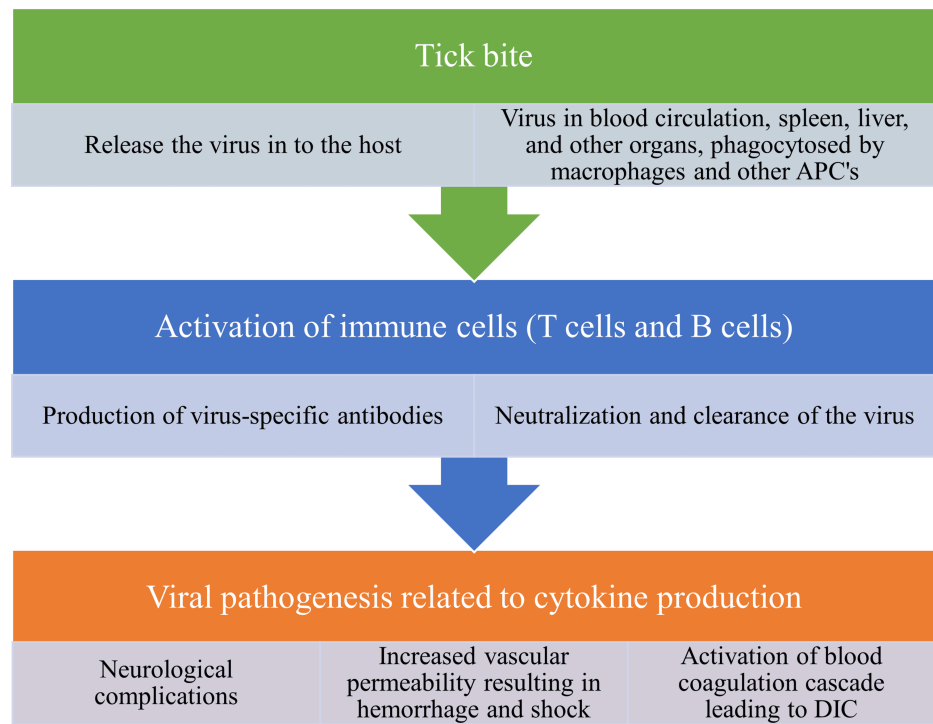 Tick bite
Release the virus in to the host
Virus in blood circulation, spleen, liver,
and other organs, phagocytosed by
macrophages and other APC's
Activation of immune cells (T cells and B cells)
Production of virus-specific antibodies
Neutralization and clearance of the virus
Viral pathogenesis related to cytokine production
Neurological
complications
Increased vascular
permeability resulting in
hemorrhage and shock
Activation of blood
coagulation cascade
leading to DIC